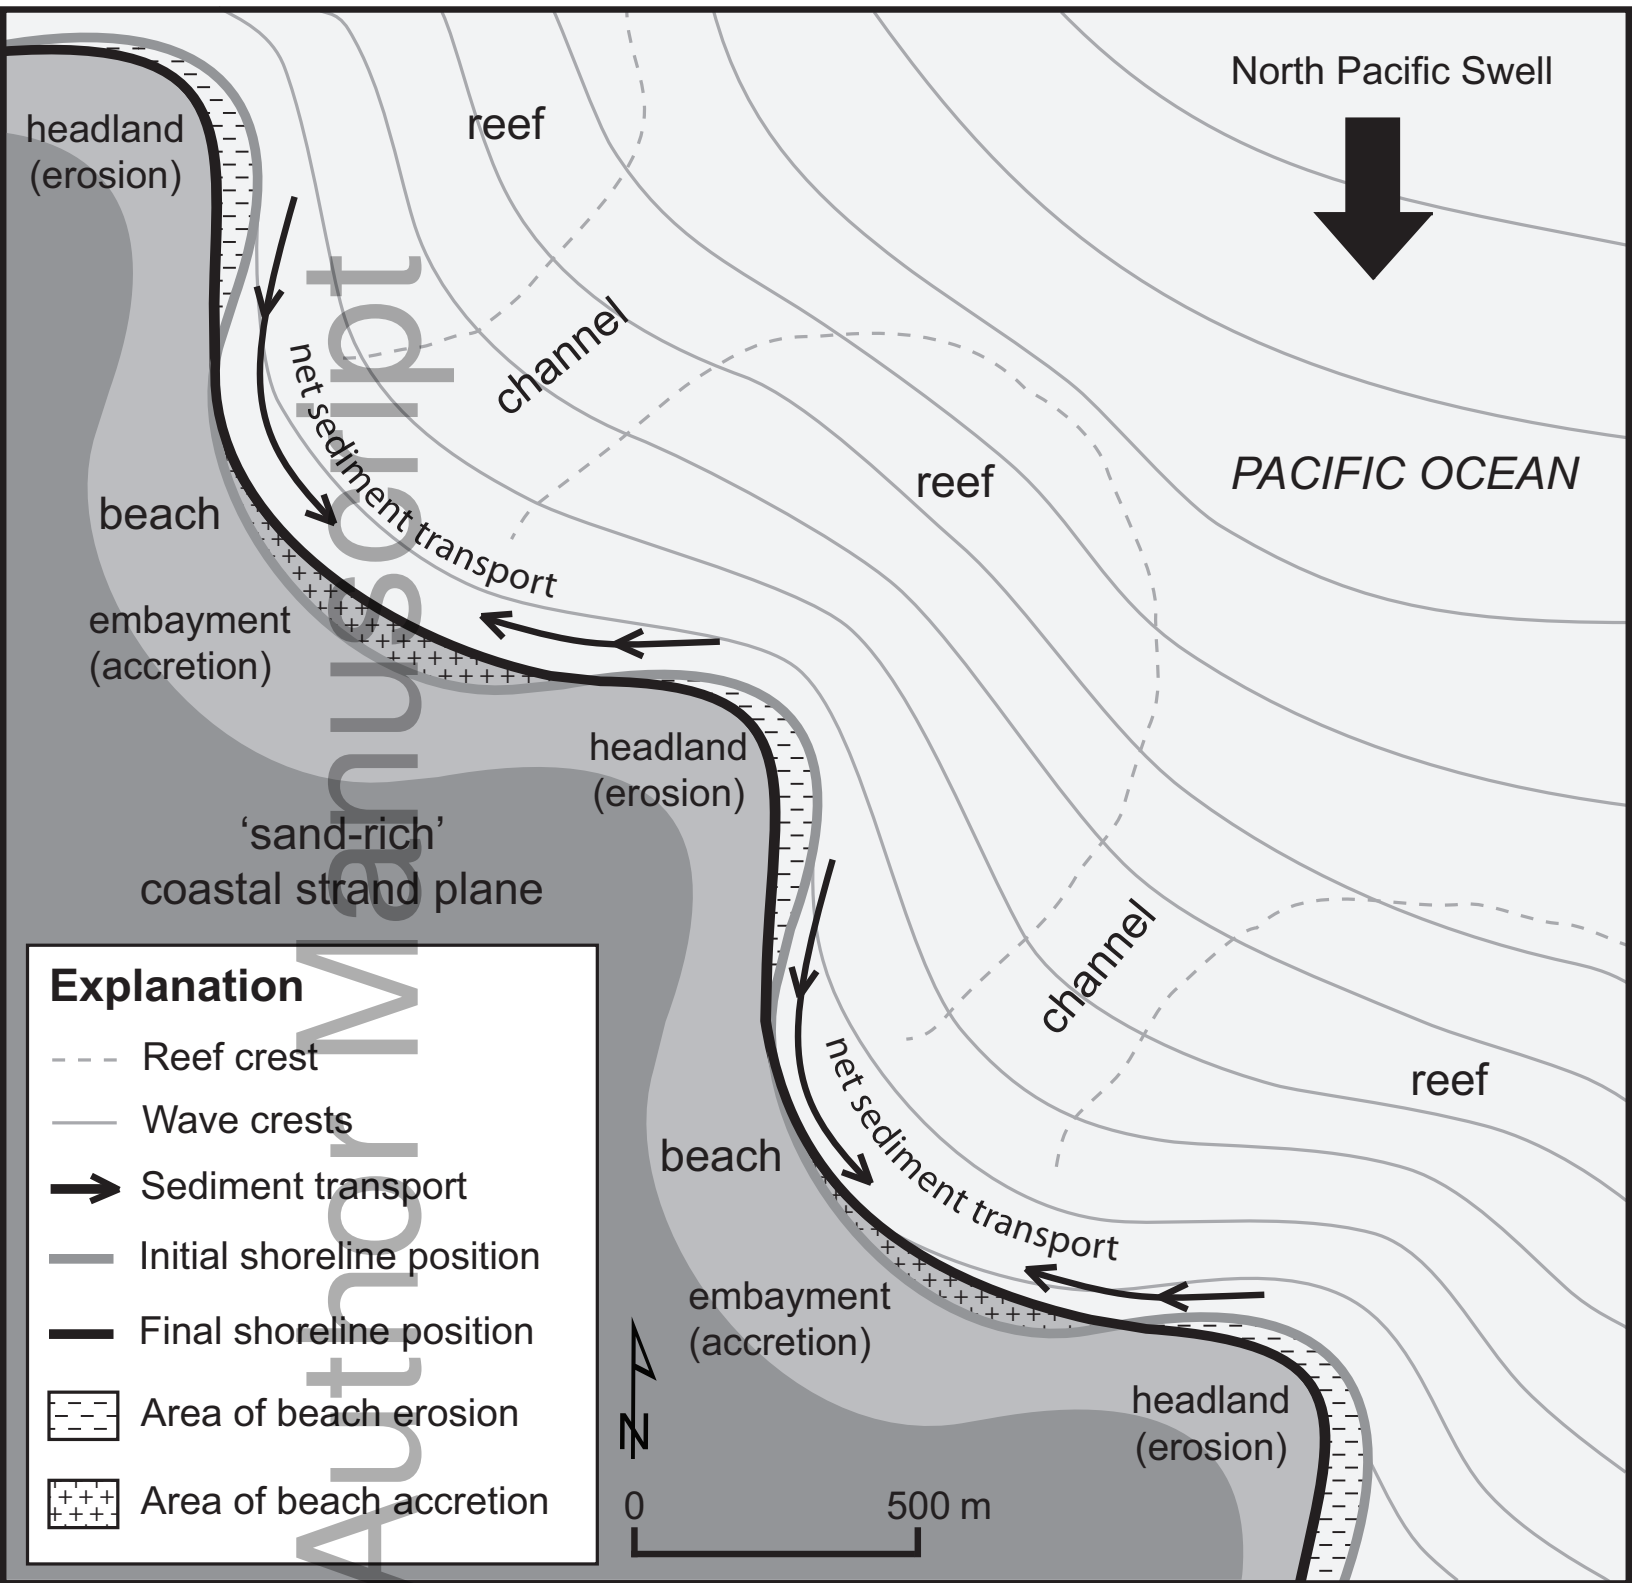 North Pacific Swell
headland
(erosion)
reef
channel
net sediment transport
PACIFIC OCEAN
reef
beach
embayment
(accretion)
headland
(erosion)
‘sand-rich’
coastal strand plane
channel
reef
net sediment transport
beach
embayment
(accretion)
headland
(erosion)
Explanation
Reef crest
Wave crests
Sediment transport
Initial shoreline position
Final shoreline position
Area of beach erosion
Area of beach accretion
N
0 500 m
Author Manuscript